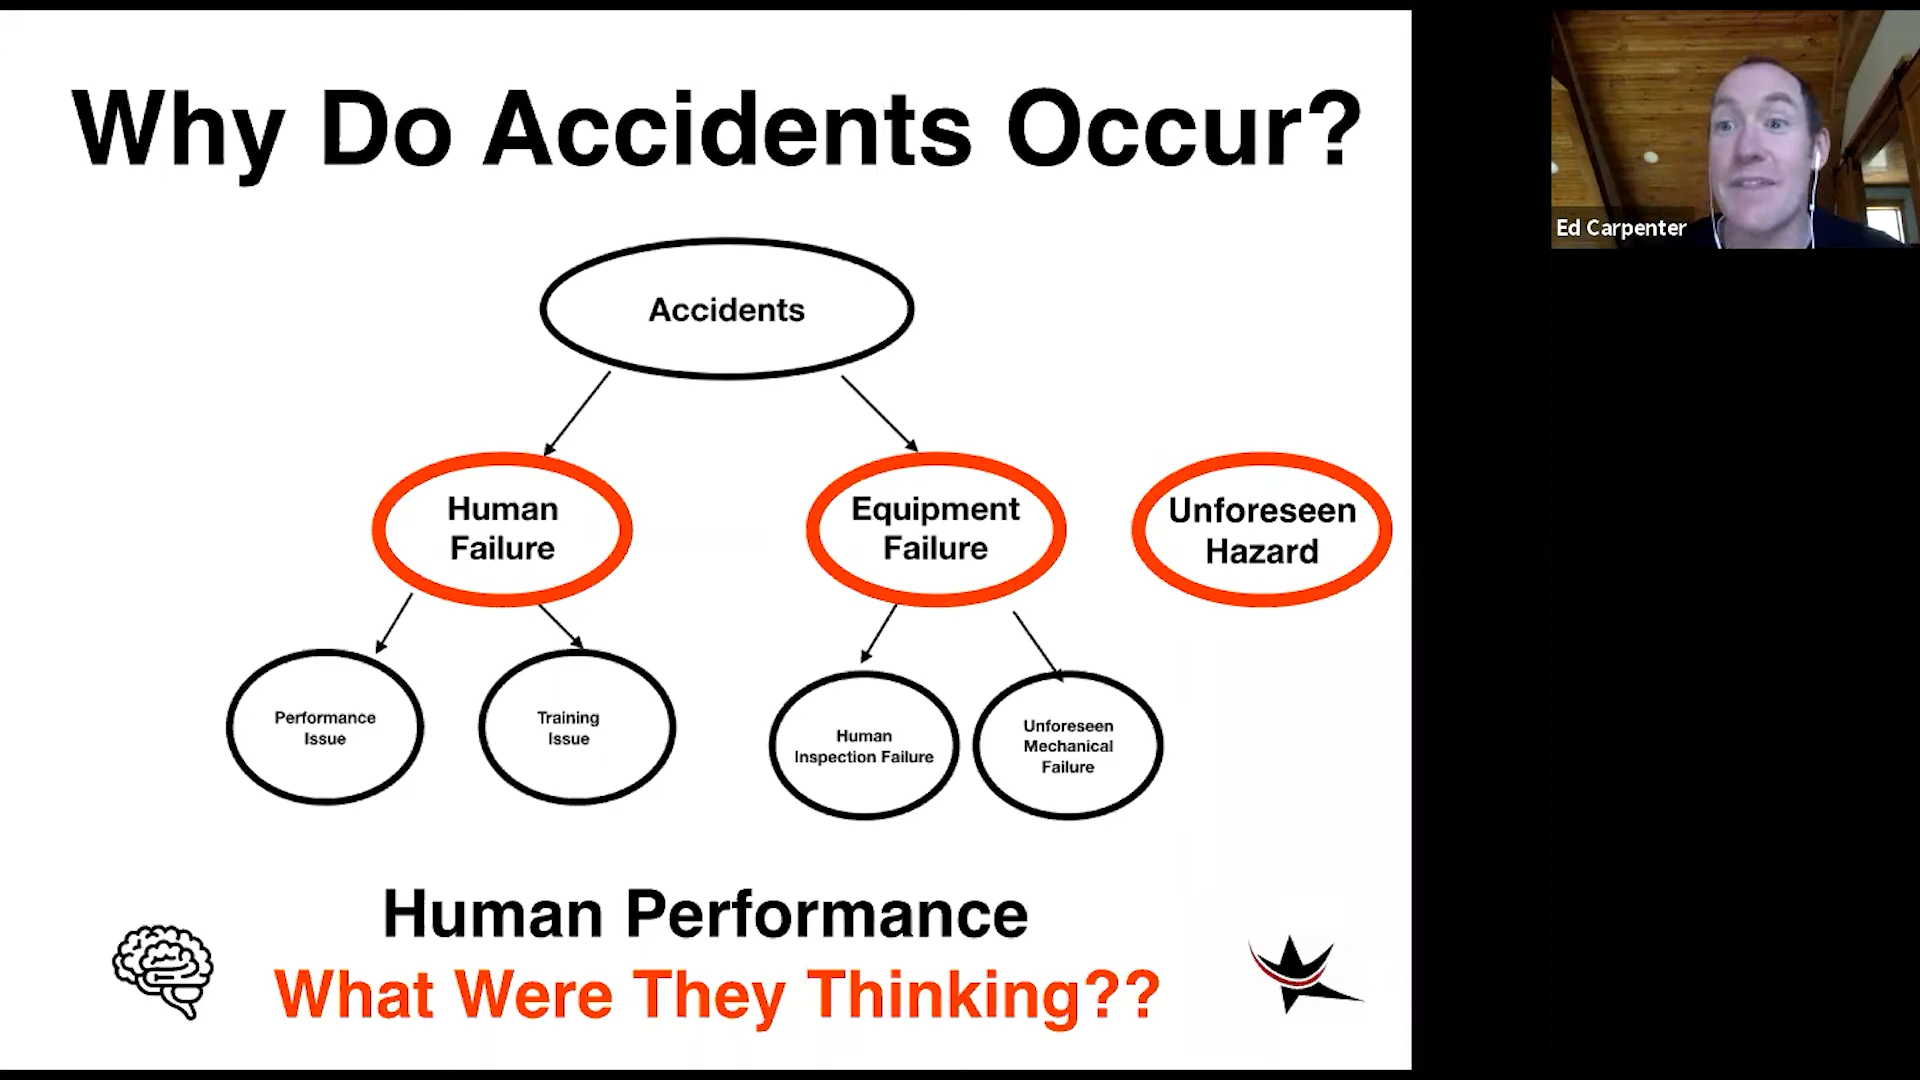 Why Do Accidents Occur?
Ed Carpenter
Accidents
Human
Failure
Equipment
Failure
Unforeseen
Hazard
Performance
Issue
Training
Issue
Human
Inspection Failure
Unforeseen
Mechanical
Failure
Human Performance
What Were They Thinking??